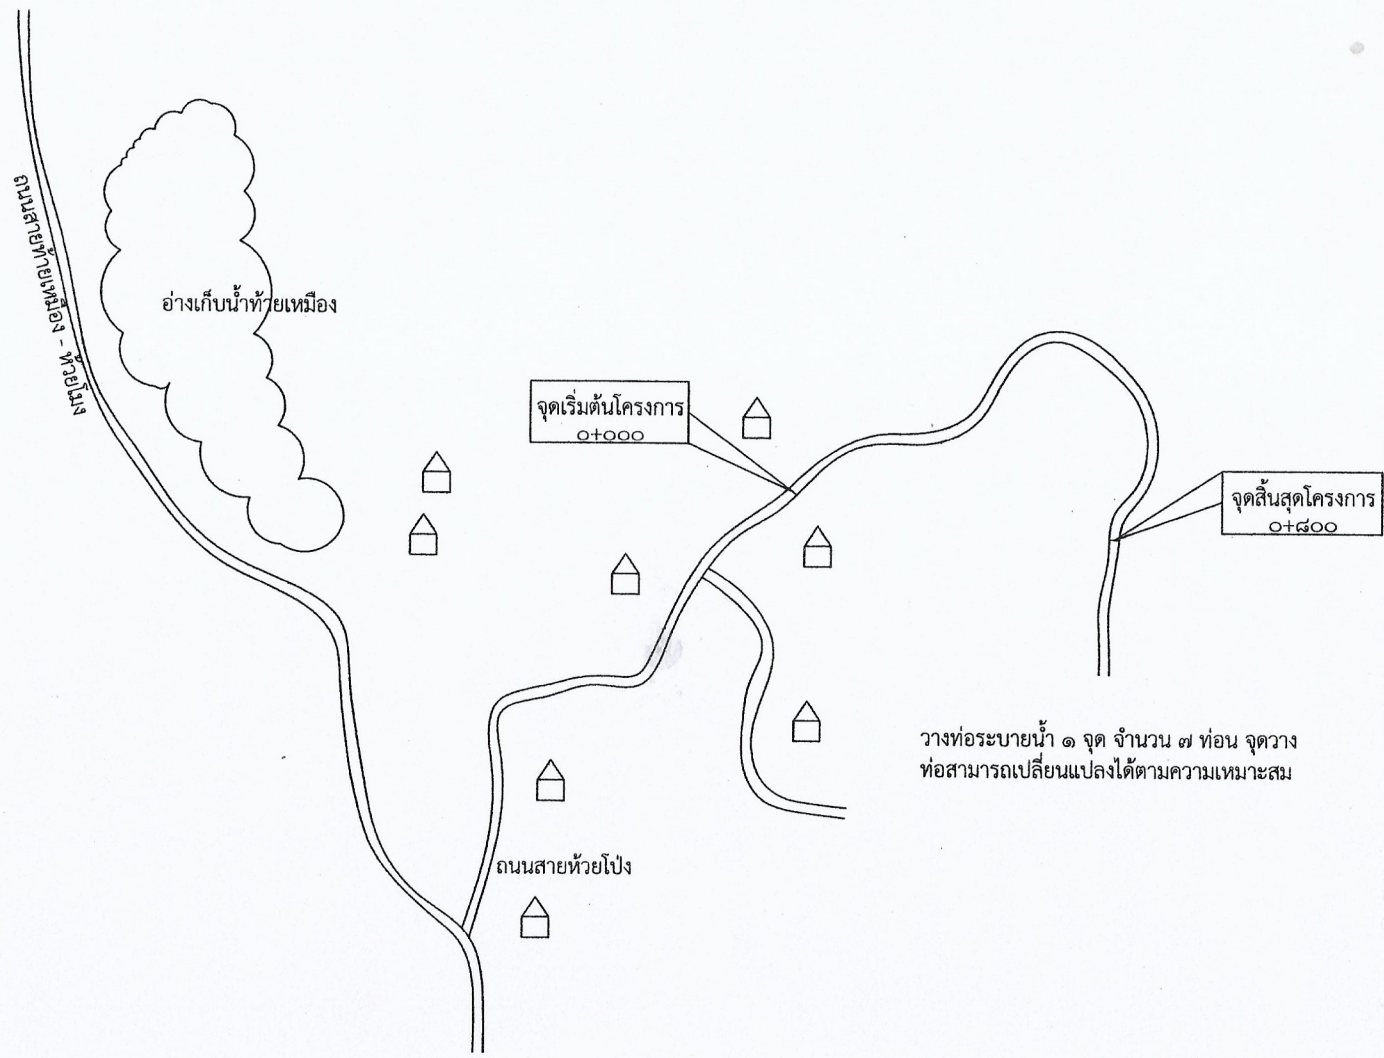 ถนนสายท้ายเหมือง - ห้วยโมง
อ่างเก็บน้ำท้ายเหมือง
จุดเริ่มต้นโครงการ
๐+๐๐๐
จุดสิ้นสุดโครงการ
๐+๘๐๐
วางท่อระบายน้ำ ๑ จุด จำนวน ๗ ท่อน จุดวาง
ท่อสามารถเปลี่ยนแปลงได้ตามความเหมาะสม
ถนนสายห้วยโป่ง